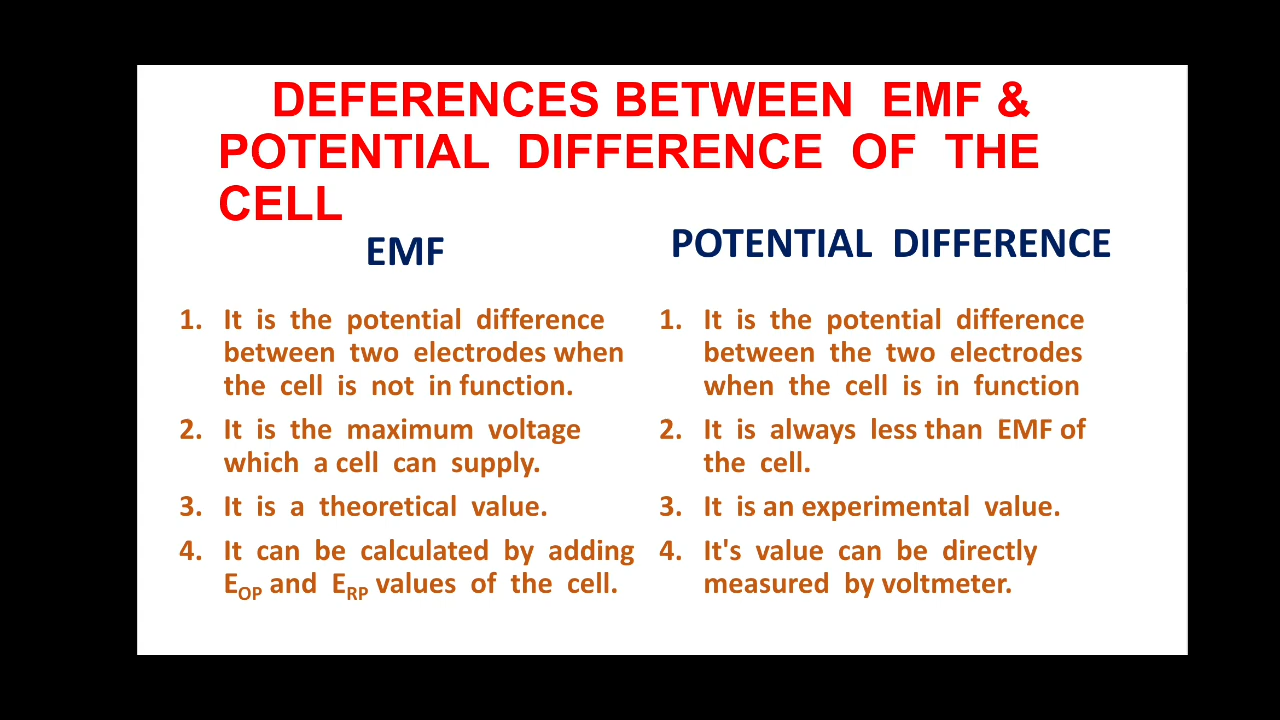 DEFERENCES BETWEEN EMF &
POTENTIAL DIFFERENCE OF THE
CELL
EMF
1. It is the potential difference
between two electrodes when
the cell is not in function.
2. It is the maximum voltage
which a cell can supply.
3. It is a theoretical value.
4. It can be calculated by adding
EOP and ERP values of the cell.
POTENTIAL DIFFERENCE
1. It is the potential difference
between the two electrodes
when the cell is in function
2. It is always less than EMF of
the cell.
3. It is an experimental value.
4. It's value can be directly
measured by voltmeter.